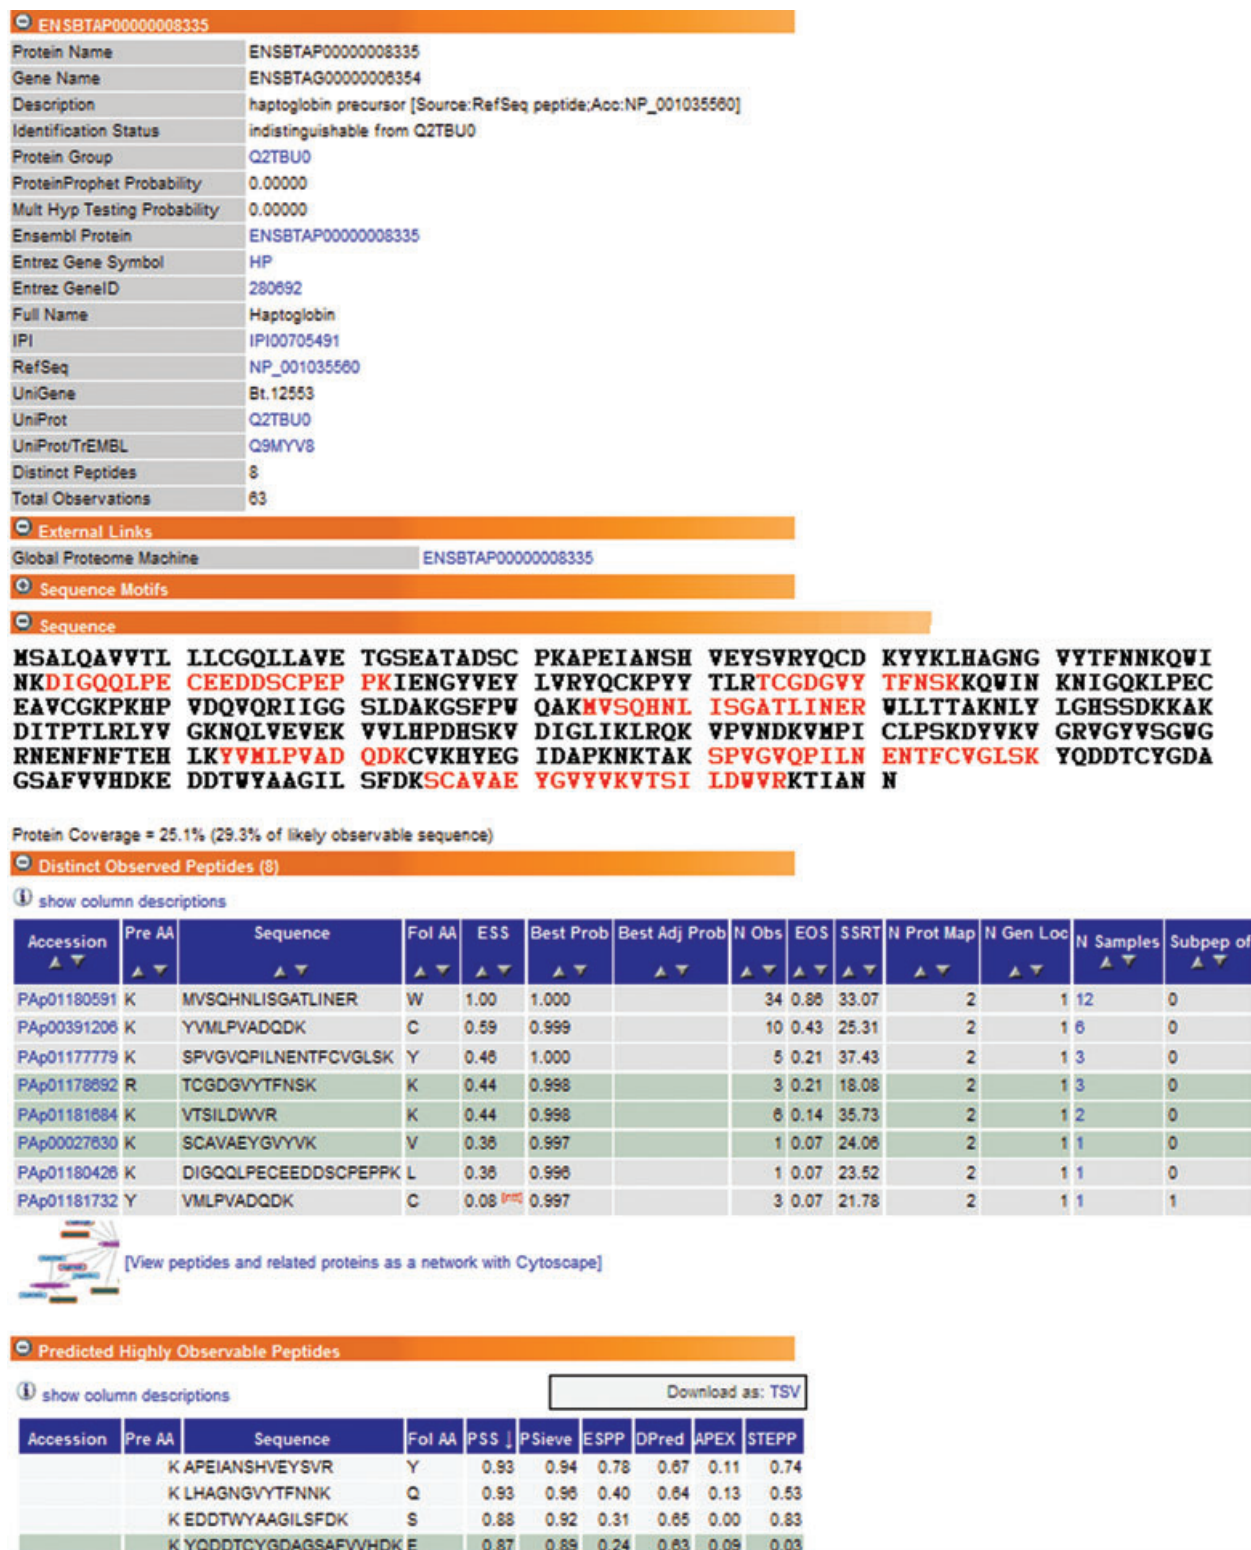 ENSBTAP00000008335
Protein Name ENSBTAP00000008335
Gene Name ENSBTAG00000006354
Description haptoglobin precursor [Source:RefSeq peptide;Acc:NP_001035560]
Identification Status indistinguishable from Q2TBU0
Protein Group Q2TBU0
ProteinProphet Probability 0.00000
Mult Hyp Testing Probability 0.00000
Ensembl Protein ENSBTAP00000008335
Entrez Gene Symbol HP
Entrez GeneID 280692
Full Name Haptoglobin
IPI IPI00705491
RefSeq NP_001035560
UniGene Bt.12553
UniProt Q2TBU0
UniProt/TrEMBL Q9MYV8
Distinct Peptides 8
Total Observations 63
External Links
Global Proteome Machine ENSBTAP00000008335
Sequence Motifs
Sequence
MSALQAVVTL LLCGQLLAVE TGSEATADSC PKAPEIANSH VEYSVRYQCD KYYKLHAGNG VYTFNNKQWI
NKDIGQQLPE CEEDDSCPEP PKIENGYVEY LVRYQCKPYY TLRTCGDGVY TFNSKKQWIN KNIGQKLPEC
EAVCGKPKHP VDQVQRIIGG SLDAKGSFPW QAKMVSQHNL ISGATLINER WLLTTAKNLY LGHSSDKKAK
DITPTLRLYV GKNQLVEVEK VVLHPDHSKV DIGLIKLRQK VPVNDKVMPI CLPSKDYVKV GRVGYVSGWG
RNENFNFTEH LKYVMLPVAD QDKCVKHYEG IDAPKNKTAK SPVGVQPILN ENTFCVGLSK YQDDTCYGDA
GSAFVVHDKE DDTWYAAGIL SFDKSCAVAE YGVYVKVTSI LDWVRKTIAN N
Protein Coverage = 25.1% (29.3% of likely observable sequence)
Distinct Observed Peptides (8)
show column descriptions
Accession Pre AA Sequence Fol AA ESS Best Prob Best Adj Prob N Obs EOS SSRT N Prot Map N Gen Loc N Samples Subpep of
PAp01180591 K MVSQHNLISGATLINER W 1.00 1.000 34 0.86 33.07 2 1 12 0
PAp00391206 K YVMLPVADQDK C 0.59 0.999 10 0.43 25.31 2 1 6 0
PAp01177779 K SPVGVQPILNENTFCVGLSK Y 0.46 1.000 5 0.21 37.43 2 1 3 0
PAp01178692 R TCGDGVYTFNSK K 0.44 0.998 3 0.21 18.08 2 1 3 0
PAp01181684 K VTSILDWVR K 0.44 0.998 6 0.14 35.73 2 1 2 0
PAp00027630 K SCAVAEYGVYVK V 0.36 0.997 1 0.07 24.06 2 1 1 0
PAp01180426 K DIGQQLPECEEDDSCPEPPK L 0.36 0.996 1 0.07 23.52 2 1 1 0
PAp01181732 Y VMLPVADQDK C 0.08 0.997 3 0.07 21.78 2 1 1 1
[View peptides and related proteins as a network with Cytoscape]
Predicted Highly Observable Peptides
show column descriptions
Download as: TSV
Accession Pre AA Sequence Fol AA PSS ↓ PSieve ESPP DPred APEX STEPP
K APEIANSHVEYSVR Y 0.93 0.94 0.78 0.67 0.11 0.74
K LHAGNGVYTFNNK Q 0.93 0.96 0.40 0.64 0.13 0.53
K EDDTWYAAGILSFDK S 0.88 0.92 0.31 0.65 0.00 0.83
K YQDDTCYGDAGSAFVVHDK E 0.87 0.89 0.24 0.63 0.09 0.03